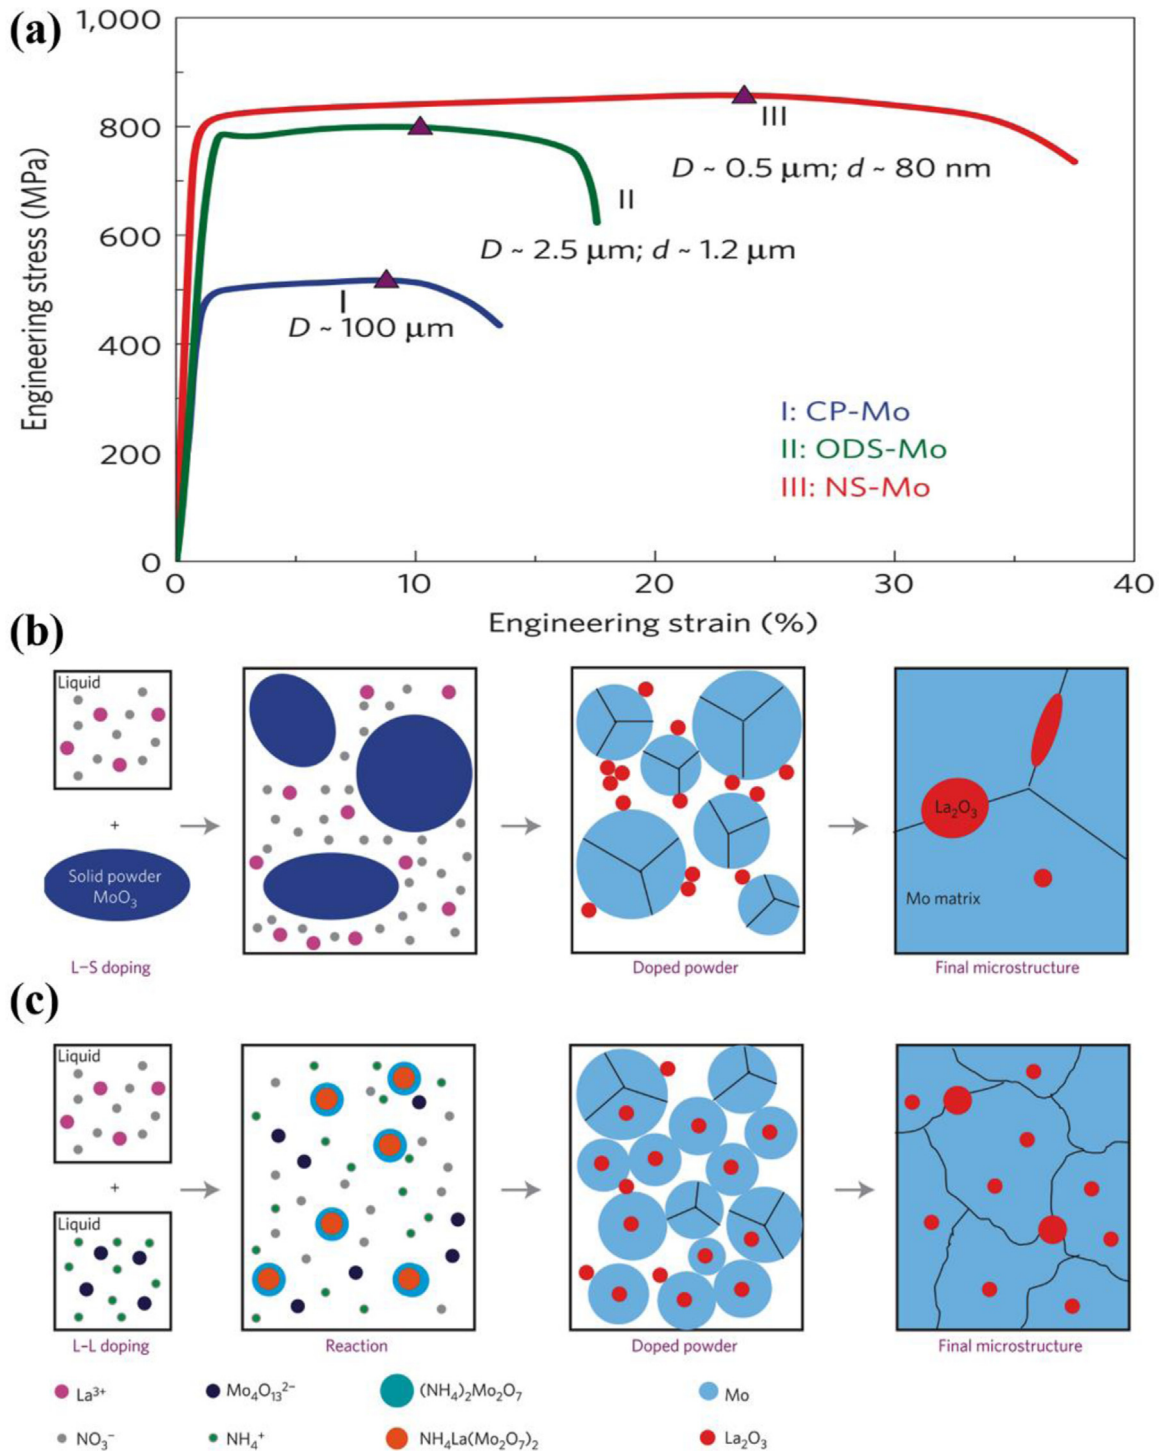 (a)
1,000
800
600
400
200
0
Engineering stress (MPa)
III
D ~ 0.5 μm; d ~ 80 nm
II
D ~ 2.5 μm; d ~ 1.2 μm
I
D ~ 100 μm
I: CP-Mo
II: ODS-Mo
III: NS-Mo
0 10 20 30 40
Engineering strain (%)
(b)
Liquid
+
Solid powder
MoO₃
La₂O₃
Mo matrix
L–S doping Doped powder Final microstructure
(c)
Liquid
+
Liquid
L–L doping Reaction Doped powder Final microstructure
La³⁺ Mo₄O₁₃²⁻ (NH₄)₂Mo₂O₇ Mo
NO₃⁻ NH₄⁺ NH₄La(Mo₂O₇)₂ La₂O₃